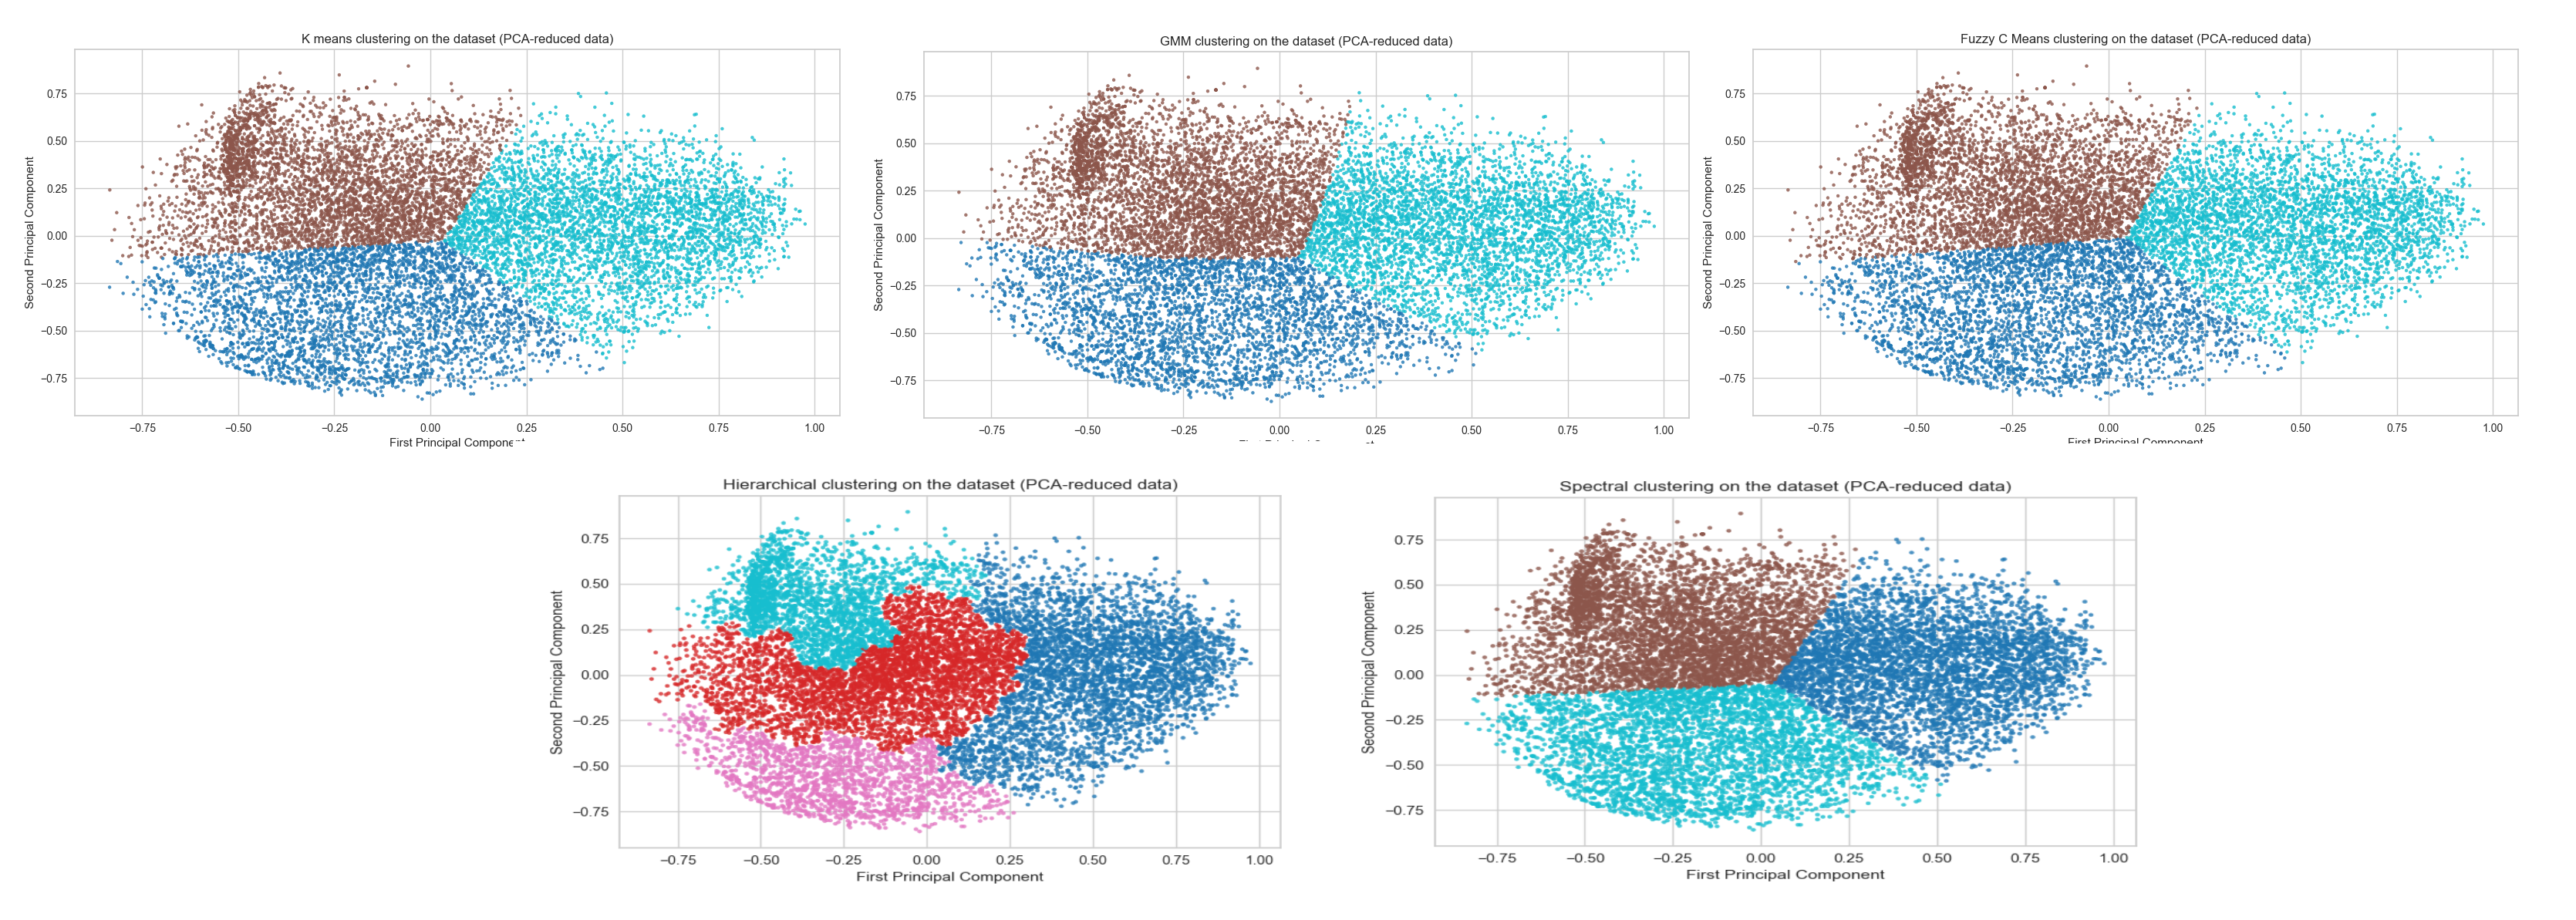 K means clustering on the dataset (PCA-reduced data)
Second Principal Component
0.75
0.50
0.25
0.00
−0.25
−0.50
−0.75
−0.75 −0.50 −0.25 0.00 0.25 0.50 0.75 1.00
First Principal
GMM clustering on the dataset (PCA-reduced data)
Second Principal Component
0.75
0.50
0.25
0.00
−0.25
−0.50
−0.75
−0.75 −0.50 −0.25 0.00 0.25 0.50 0.75 1.00
Fuzzy C Means clustering on the dataset (PCA-reduced data)
Second Principal Component
0.75
0.50
0.25
0.00
−0.25
−0.50
−0.75
−0.75 −0.50 −0.25 0.00 0.25 0.50 0.75 1.00
First Principal Component
Hierarchical clustering on the dataset (PCA-reduced data)
Second Principal Component
0.75
0.50
0.25
0.00
−0.25
−0.50
−0.75
−0.75 −0.50 −0.25 0.00 0.25 0.50 0.75 1.00
First Principal Component
Spectral clustering on the dataset (PCA-reduced data)
Second Principal Component
0.75
0.50
0.25
0.00
−0.25
−0.50
−0.75
−0.75 −0.50 −0.25 0.00 0.25 0.50 0.75 1.00
First Principal Component